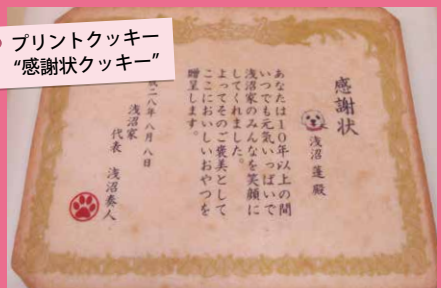 プリントクッキー
“感謝状クッキー”
感謝状
浅沼 蓮 殿
あなたは10年以上の間
いつでも元気いっぱいで
浅沼家のみんなを笑顔に
してくれました。
よってそのご褒美として
ここにおいしいおやつを
贈呈します。
二八年八月八日
浅沼家
代表 浅沼奏人